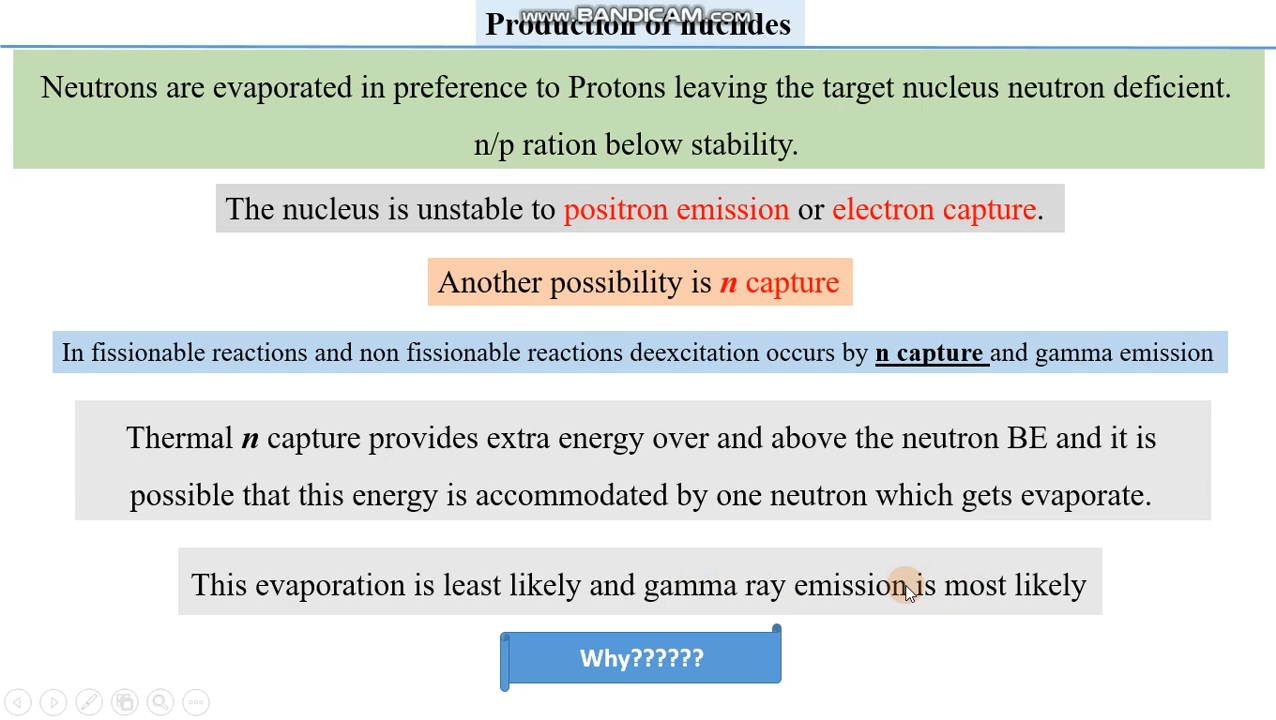 www.BANDICAM.com
Production of nuclides
Neutrons are evaporated in preference to Protons leaving the target nucleus neutron deficient.
n/p ration below stability.
The nucleus is unstable to positron emission or electron capture.
Another possibility is n capture
In fissionable reactions and non fissionable reactions deexcitation occurs by n capture and gamma emission
Thermal n capture provides extra energy over and above the neutron BE and it is
possible that this energy is accommodated by one neutron which gets evaporate.
This evaporation is least likely and gamma ray emission is most likely
Why??????